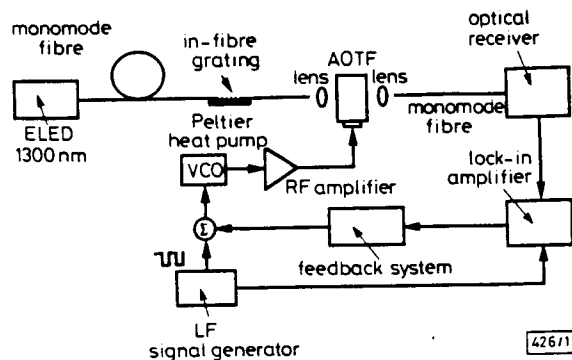 monomode
fibre
in-fibre
grating
AOTF
optical
receiver
lens
lens
ELED
1300 nm
Peltier
heat pump
monomode
fibre
VCO
RF amplifier
lock-in
amplifier
Σ
feedback system
LF
signal generator
426/1